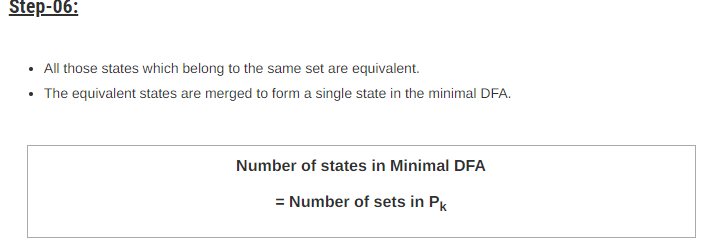 Step-06:
• All those states which belong to the same set are equivalent.
• The equivalent states are merged to form a single state in the minimal DFA.
Number of states in Minimal DFA
= Number of sets in Pk